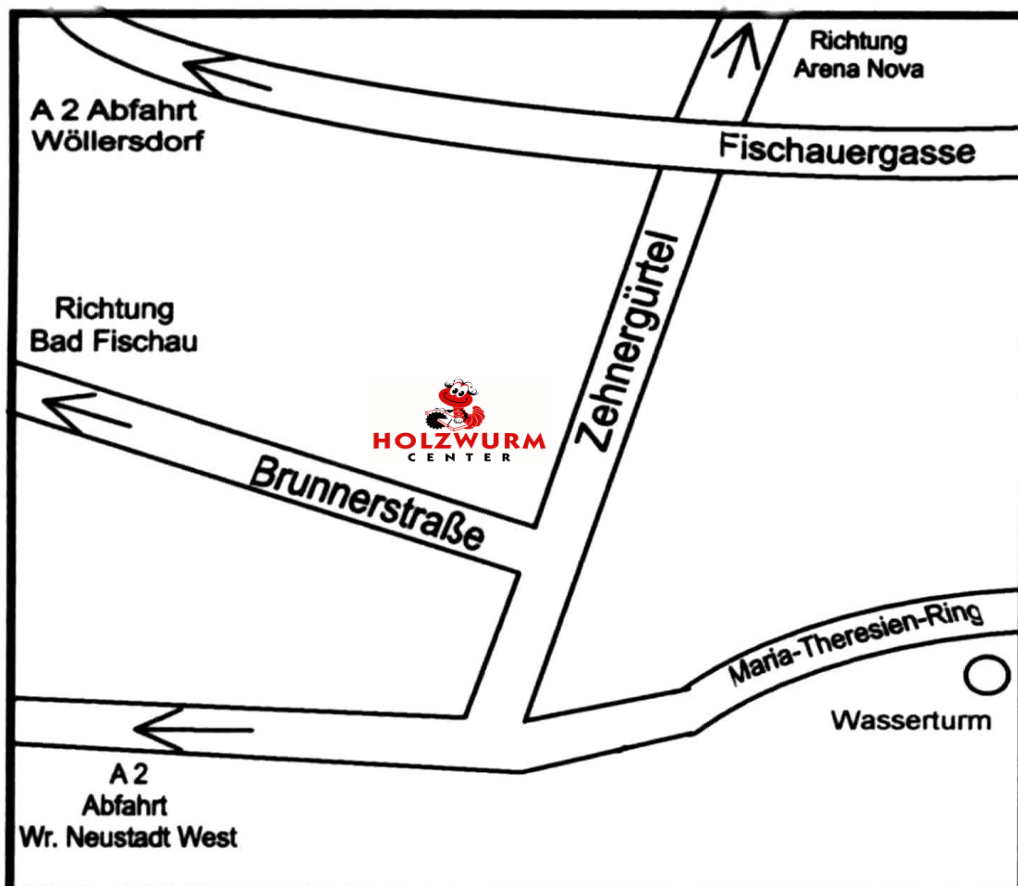 Richtung
Arena Nova
A 2 Abfahrt
Wöllersdorf
Fischauergasse
Zehnergürtel
Richtung
Bad Fischau
HOLZWURM
CENTER
Brunnerstraße
Maria-Theresien-Ring
Wasserturm
A 2
Abfahrt
Wr. Neustadt West